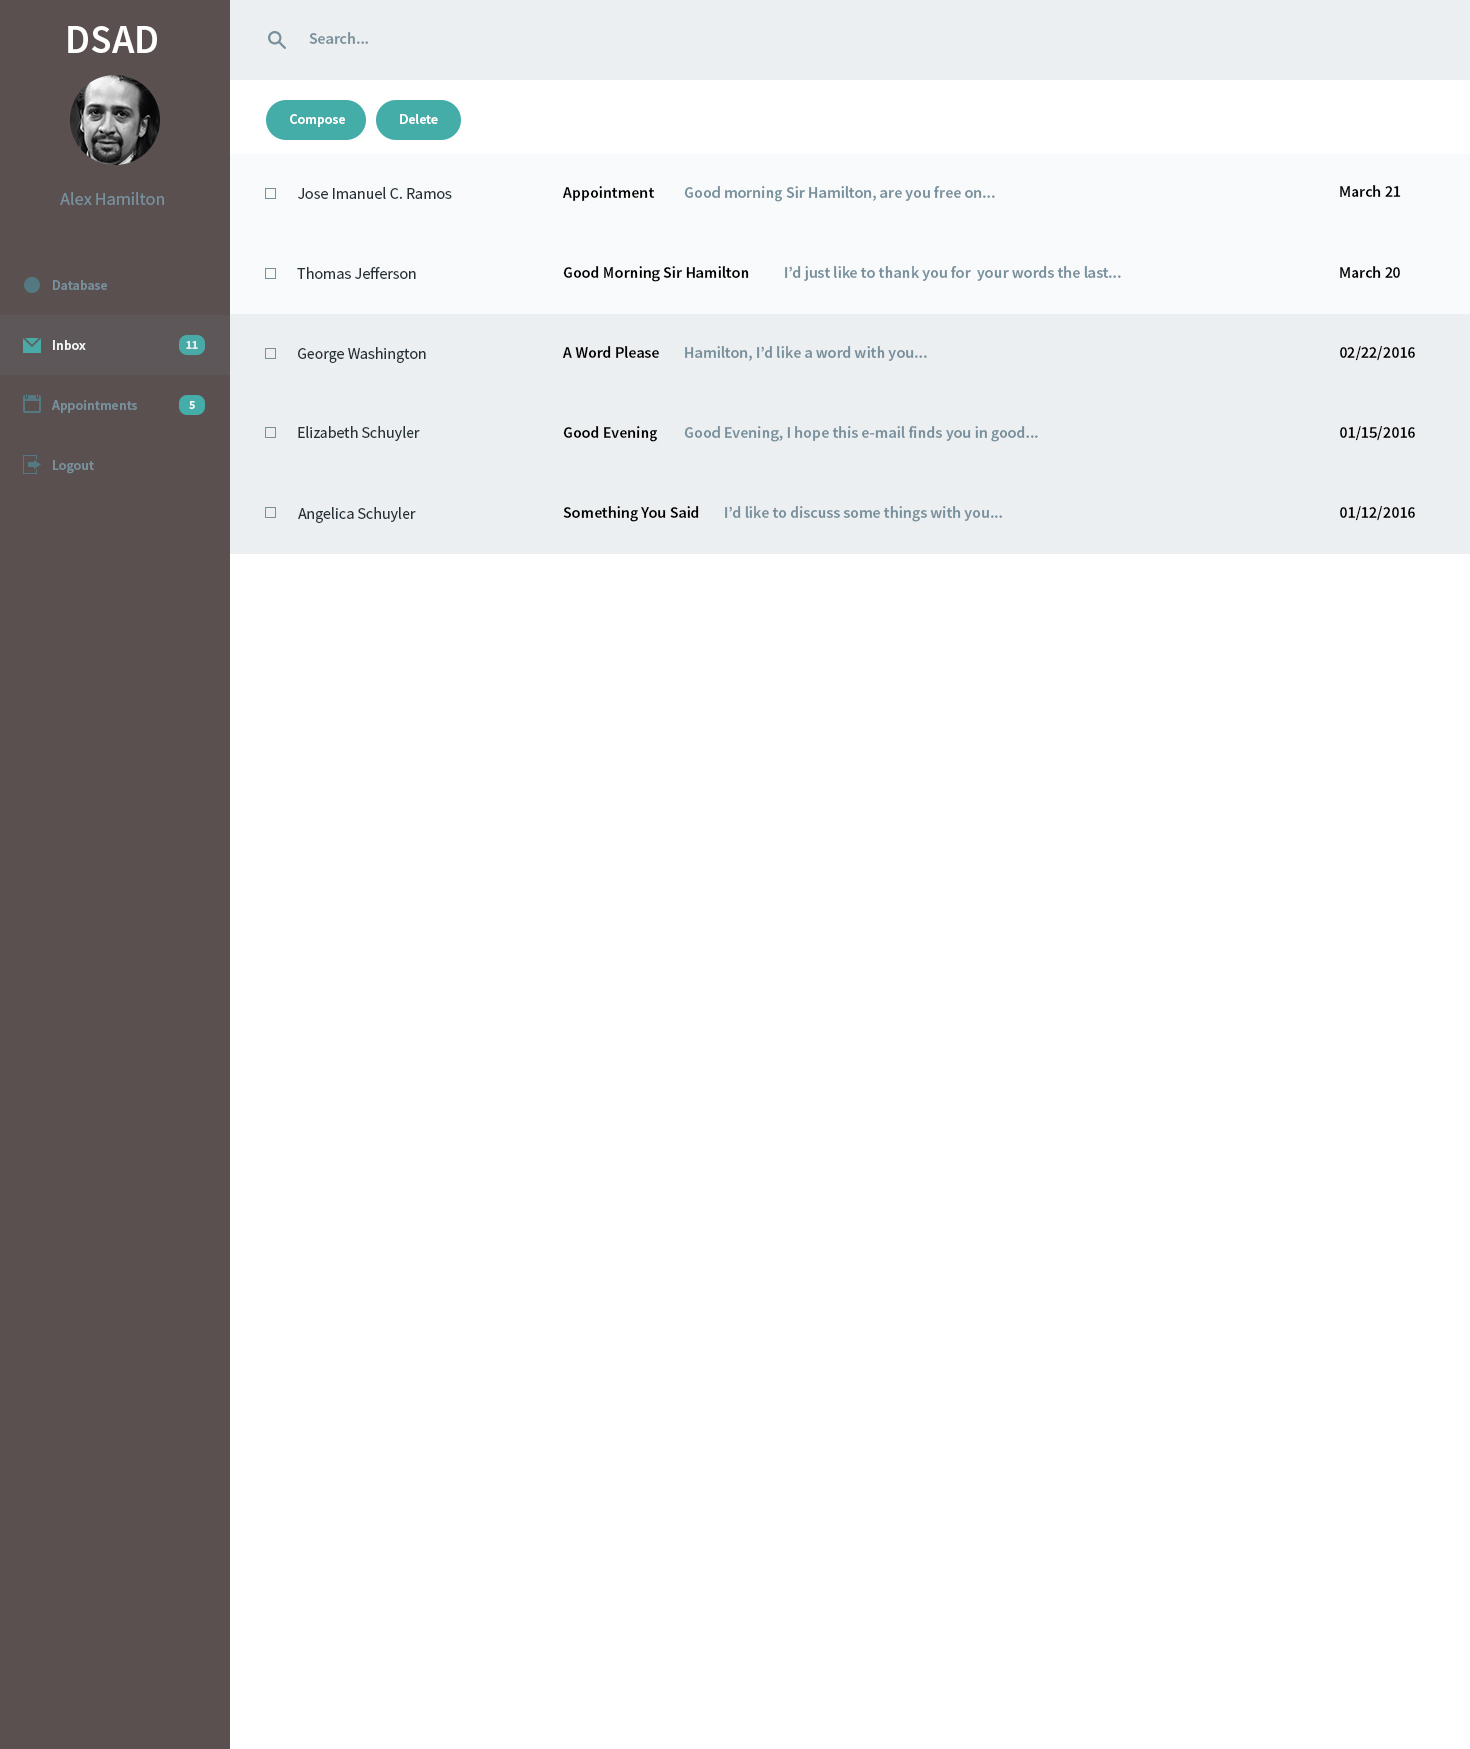 DSAD
Alex Hamilton
Database
Inbox 11
Appointments 5
Logout
Search...
Compose Delete
Jose Imanuel C. Ramos Appointment Good morning Sir Hamilton, are you free on... March 21
Thomas Jefferson Good Morning Sir Hamilton I’d just like to thank you for  your words the last... March 20
George Washington A Word Please Hamilton, I’d like a word with you... 02/22/2016
Elizabeth Schuyler Good Evening Good Evening, I hope this e-mail finds you in good... 01/15/2016
Angelica Schuyler Something You Said I’d like to discuss some things with you... 01/12/2016